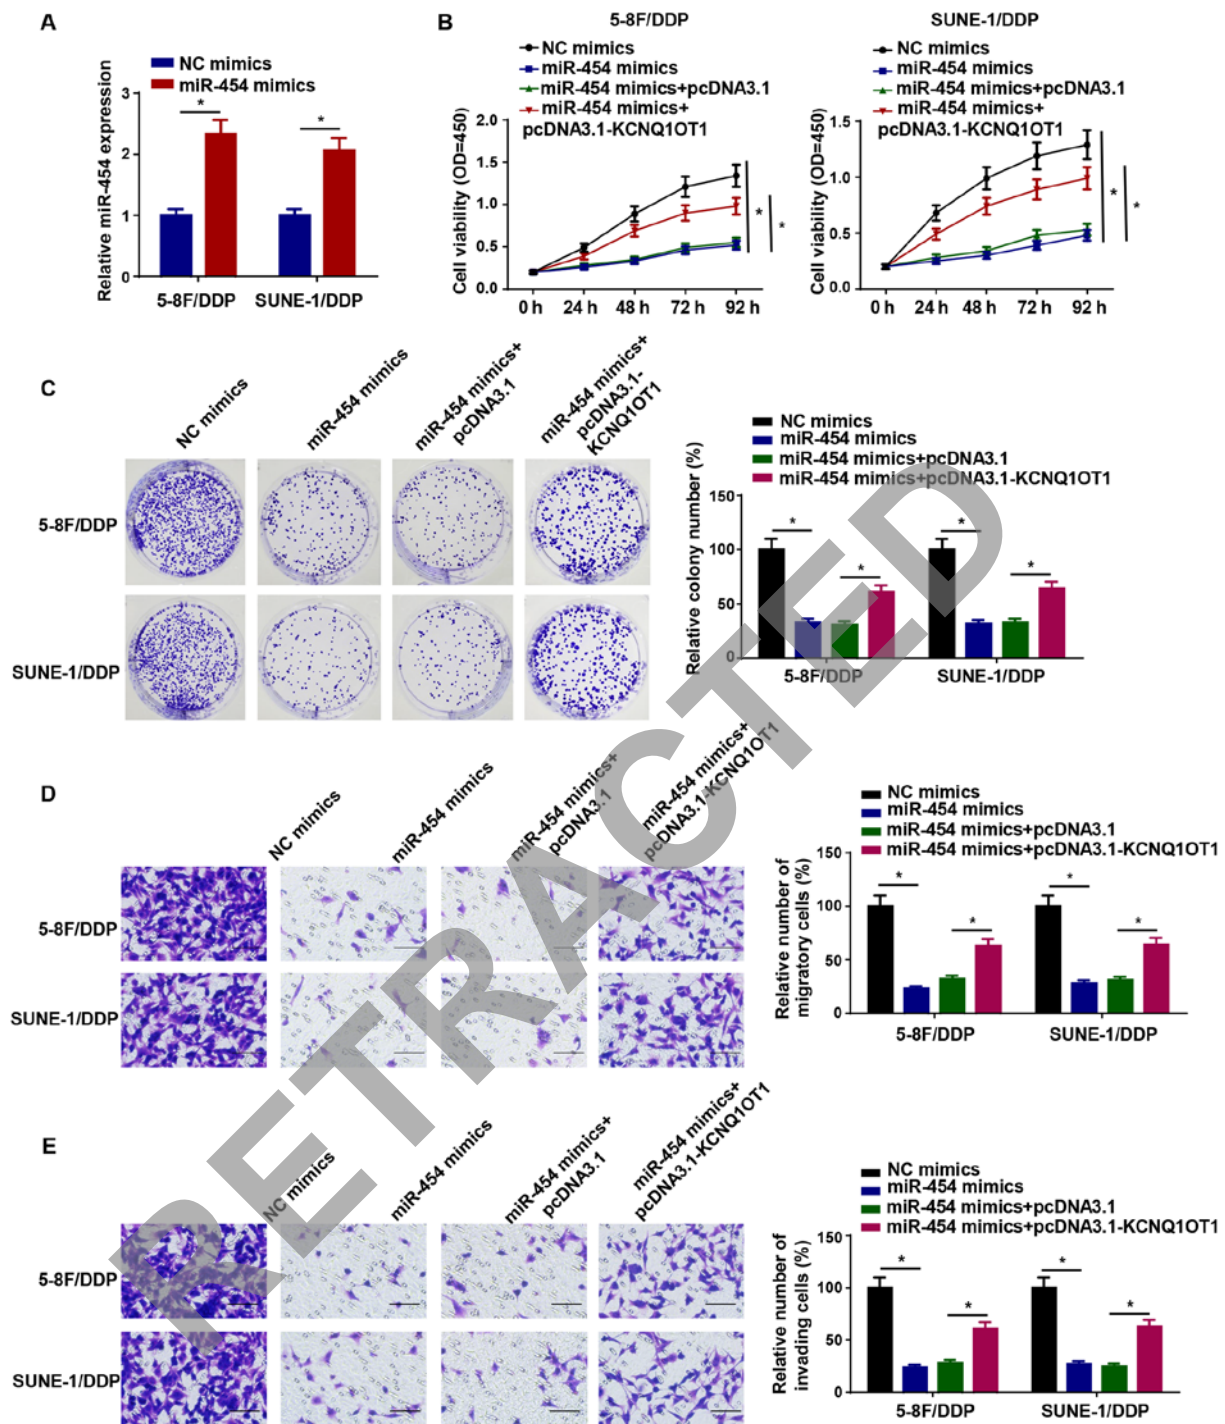 A
NC mimics
miR-454 mimics
Relative miR-454 expression
3
2
1
0
*
*
5-8F/DDP
SUNE-1/DDP
B
5-8F/DDP
NC mimics
miR-454 mimics
miR-454 mimics+pcDNA3.1
miR-454 mimics+
pcDNA3.1-KCNQ1OT1
Cell viability (OD=450)
2.0
1.5
1.0
0.5
0.0
*
*
0 h
24 h
48 h
72 h
92 h
SUNE-1/DDP
NC mimics
miR-454 mimics
miR-454 mimics+pcDNA3.1
miR-454 mimics+
pcDNA3.1-KCNQ1OT1
Cell viability (OD=450)
1.5
1.0
0.5
0.0
*
*
0 h
24 h
48 h
72 h
92 h
C
NC mimics
miR-454 mimics
miR-454 mimics+
pcDNA3.1
miR-454 mimics+
pcDNA3.1-
KCNQ1OT1
5-8F/DDP
SUNE-1/DDP
NC mimics
miR-454 mimics
miR-454 mimics+pcDNA3.1
miR-454 mimics+pcDNA3.1-KCNQ1OT1
Relative colony number (%)
150
100
50
0
*
*
*
*
5-8F/DDP
SUNE-1/DDP
D
NC mimics
miR-454 mimics
miR-454 mimics+
pcDNA3.1
miR-454 mimics+
pcDNA3.1-KCNQ1OT1
5-8F/DDP
SUNE-1/DDP
NC mimics
miR-454 mimics
miR-454 mimics+pcDNA3.1
miR-454 mimics+pcDNA3.1-KCNQ1OT1
Relative number of
migratory cells (%)
150
100
50
0
*
*
*
*
5-8F/DDP
SUNE-1/DDP
E
NC mimics
miR-454 mimics
miR-454 mimics+
pcDNA3.1
miR-454 mimics+
pcDNA3.1-KCNQ1OT1
5-8F/DDP
SUNE-1/DDP
NC mimics
miR-454 mimics
miR-454 mimics+pcDNA3.1
miR-454 mimics+pcDNA3.1-KCNQ1OT1
Relative number of
invading cells (%)
150
100
50
0
*
*
*
*
5-8F/DDP
SUNE-1/DDP
RETRACTED